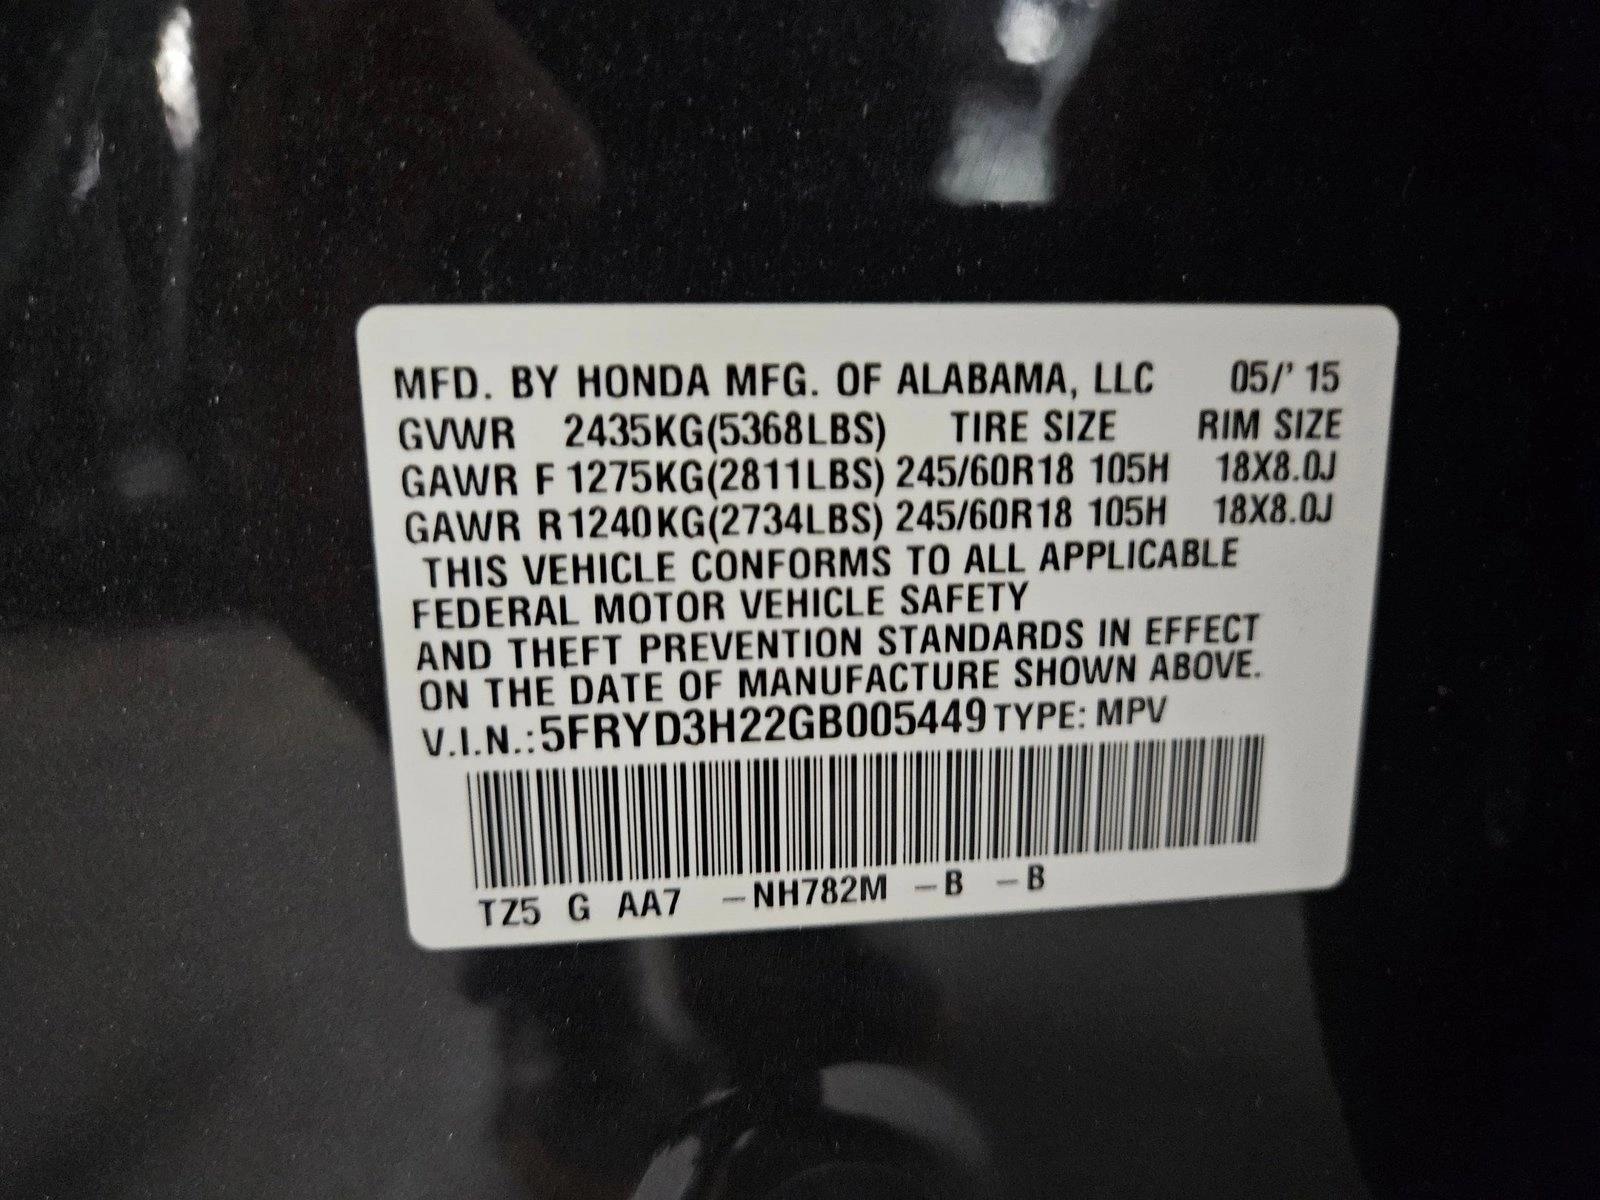 MFD. BY HONDA MFG. OF ALABAMA, LLC 05/' 15
GVWR 2435KG(5368LBS) TIRE SIZE RIM SIZE
GAWR F 1275KG(2811LBS) 245/60R18 105H 18X8.0J
GAWR R 1240KG(2734LBS) 245/60R18 105H 18X8.0J
THIS VEHICLE CONFORMS TO ALL APPLICABLE
FEDERAL MOTOR VEHICLE SAFETY
AND THEFT PREVENTION STANDARDS IN EFFECT
ON THE DATE OF MANUFACTURE SHOWN ABOVE.
V.I.N.:5FRYD3H22GB005449 TYPE: MPV
TZ5 G AA7 –NH782M –B –B